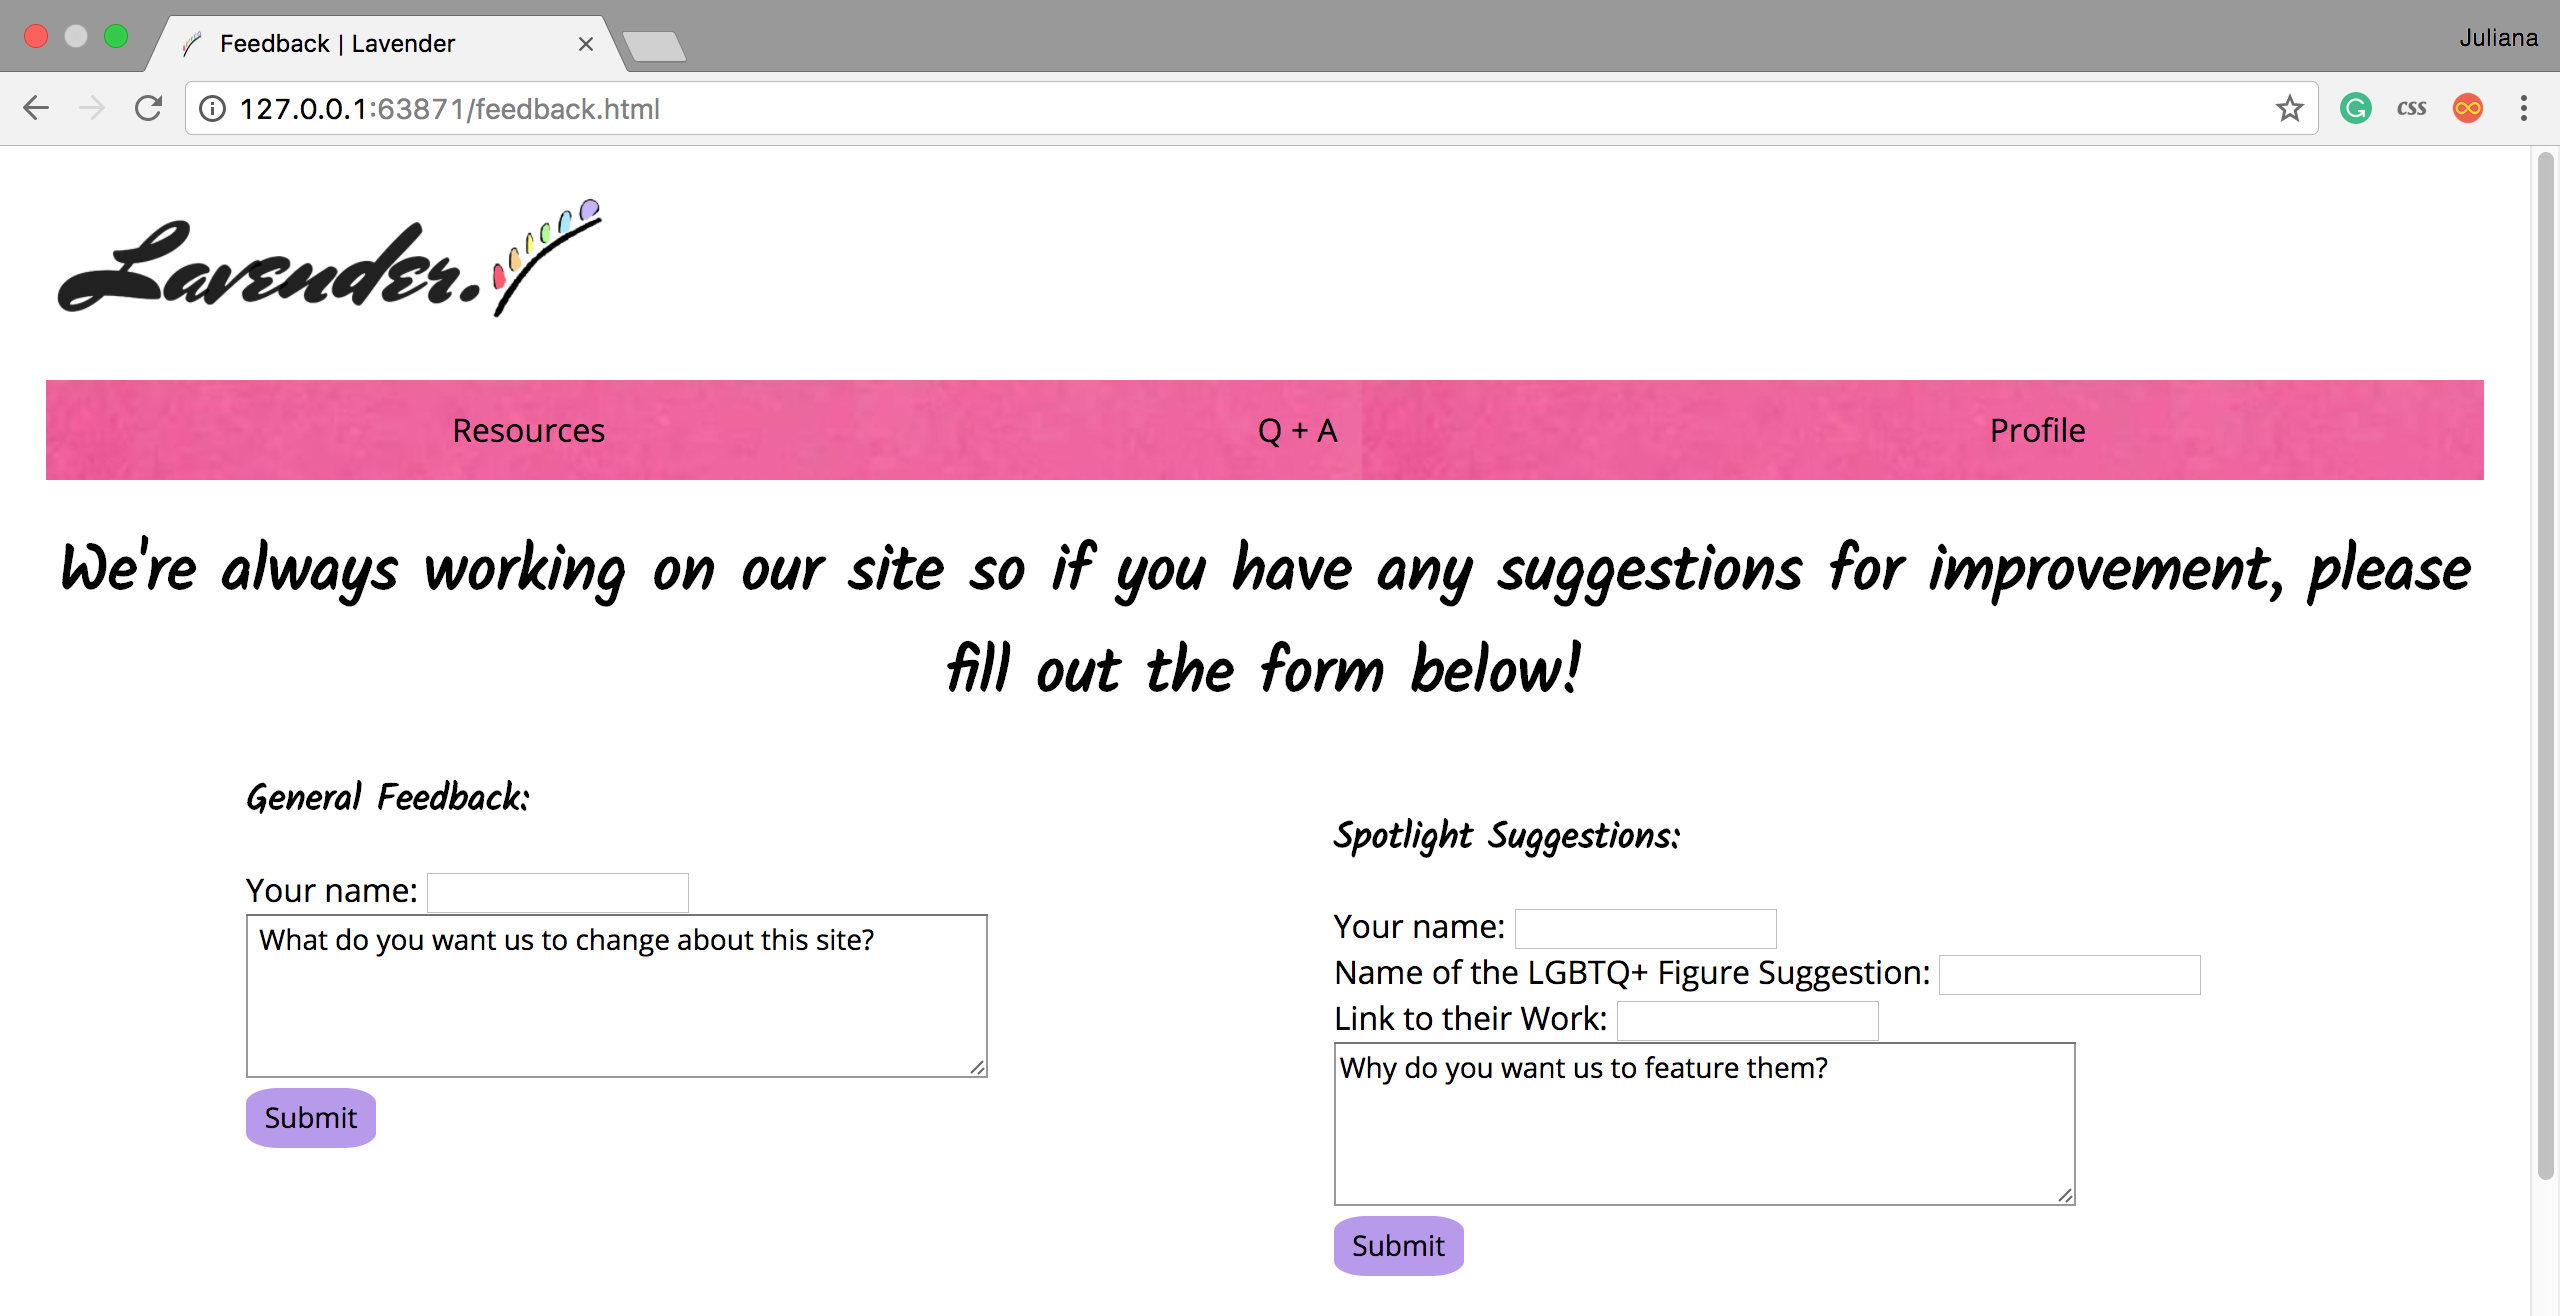 Feedback | Lavender
Juliana
127.0.0.1:63871/feedback.html
css
Lavender.
Resources
Q + A
Profile
We're always working on our site so if you have any suggestions for improvement, please
fill out the form below!
General Feedback:
Your name:
What do you want us to change about this site?
Submit
Spotlight Suggestions:
Your name:
Name of the LGBTQ+ Figure Suggestion:
Link to their Work:
Why do you want us to feature them?
Submit